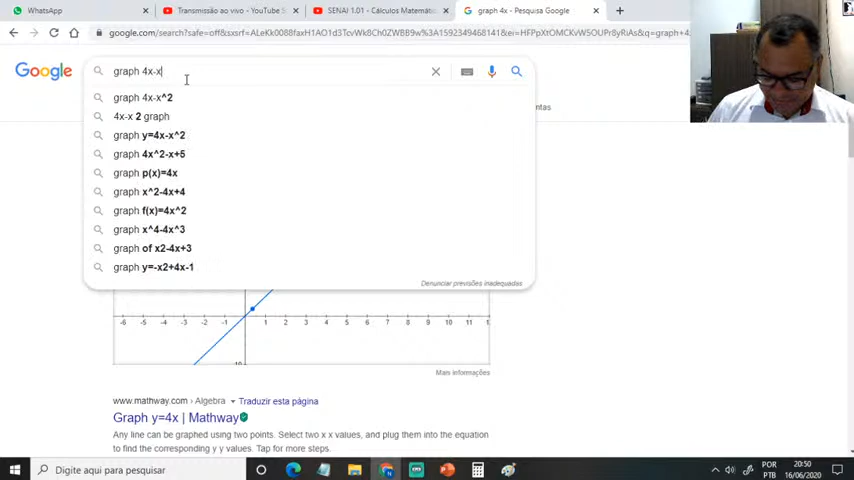 WhatsApp
Transmissão ao vivo - YouTube S
SENAI 1.01 - Cálculos Matemátic
graph 4x - Pesquisa Google
google.com/search?safe=off&sxsrf=ALeKk0088faxH1AO1d3TcvWk8Ch0ZWBB9w%3A1592349468141&ei=HFPpXtOMCKvW5OUPr8yRiAs&q=graph+4
Google
graph 4x-x
graph 4x-x^2
4x-x 2 graph
graph y=4x-x^2
graph 4x^2-x+5
graph p(x)=4x
graph x^2-4x+4
graph f(x)=4x^2
graph x^4-4x^3
graph of x2-4x+3
graph y=-x2+4x-1
Denunciar previsões inadequadas
ntas
-6 -5 -4 -3 -2 -1 1 2 3 4 5 6 7 8 9 10 11
Mais informações
www.mathway.com › Algebra Traduzir esta página
Graph y=4x | Mathway
Any line can be graphed using two points. Select two x x values, and plug them into the equation
to find the corresponding y y values. Tap for more steps.
Digite aqui para pesquisar
POR
PTB
20:50
16/06/2020